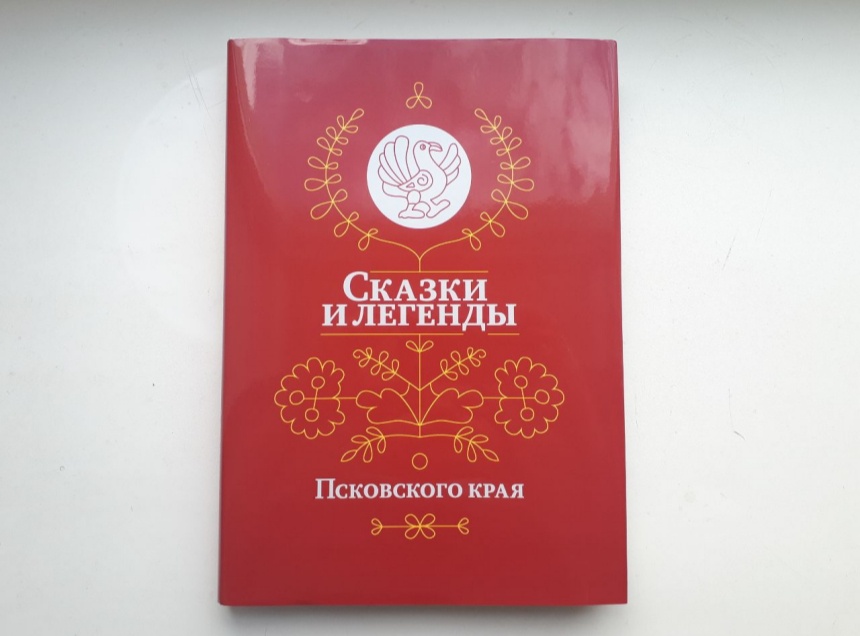 Сказки
и легенды
Псковского края